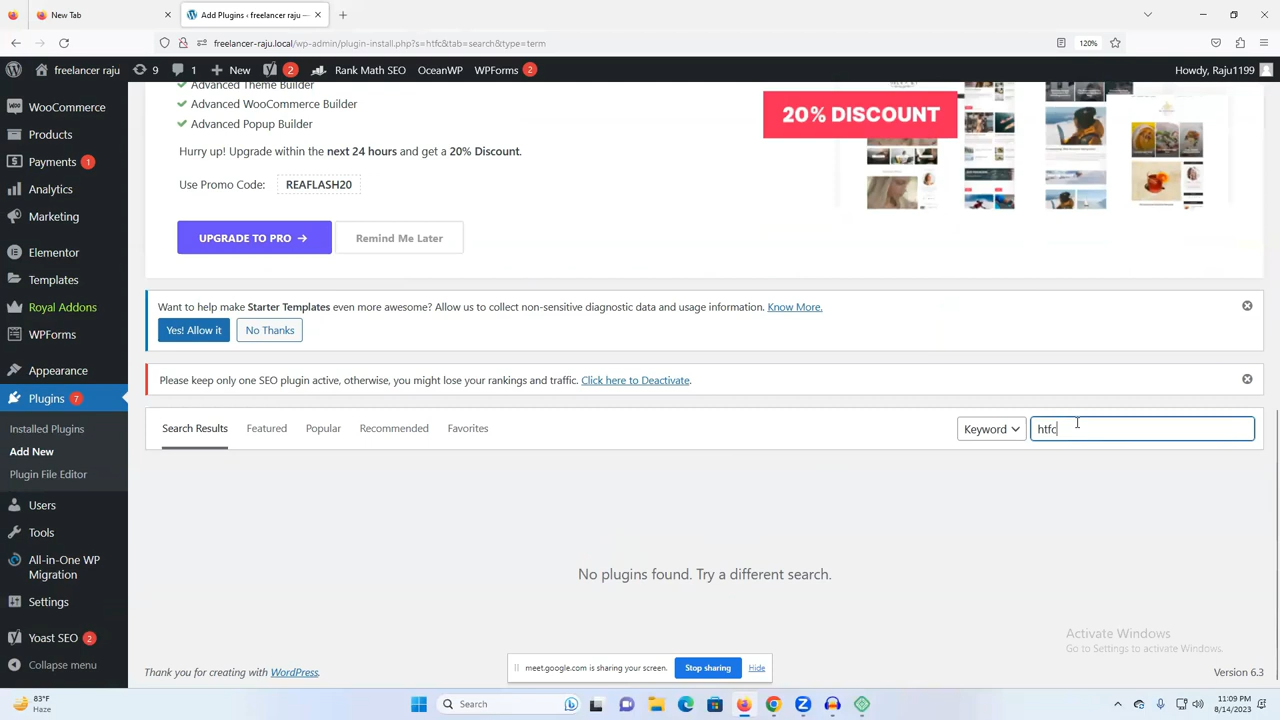 New Tab
Add Plugins ‹ freelancer raju —
freelancer-raju.local/wp-admin/plugin-install.php?s=htfc&tab=search&type=term
120%
freelancer raju
9
1
New
2
Rank Math SEO
OceanWP
WPForms 2
Howdy, Raju1199
WooCommerce
Products
Payments 1
Analytics
Marketing
Elementor
Templates
Royal Addons
WPForms
Appearance
Plugins 7
Installed Plugins
Add New
Plugin File Editor
Users
Tools
All-in-One WP
Migration
Settings
Yoast SEO 2
Collapse menu
Advanced Theme Builder
Advanced WooCommerce Builder
Advanced Popup Builder
Hurry up! Upgrade within the next 24 hours and get a 20% Discount.
Use Promo Code: REAFLASH20
UPGRADE TO PRO →
Remind Me Later
20% DISCOUNT
Want to help make Starter Templates even more awesome? Allow us to collect non-sensitive diagnostic data and usage information. Know More.
Yes! Allow it
No Thanks
Please keep only one SEO plugin active, otherwise, you might lose your rankings and traffic. Click here to Deactivate.
Search Results
Featured
Popular
Recommended
Favorites
Keyword
htfc
No plugins found. Try a different search.
Activate Windows
Go to Settings to activate Windows.
Thank you for creating with WordPress.
Version 6.3
meet.google.com is sharing your screen.
Stop sharing
Hide
83°F
Haze
Search
11:09 PM
8/14/2023